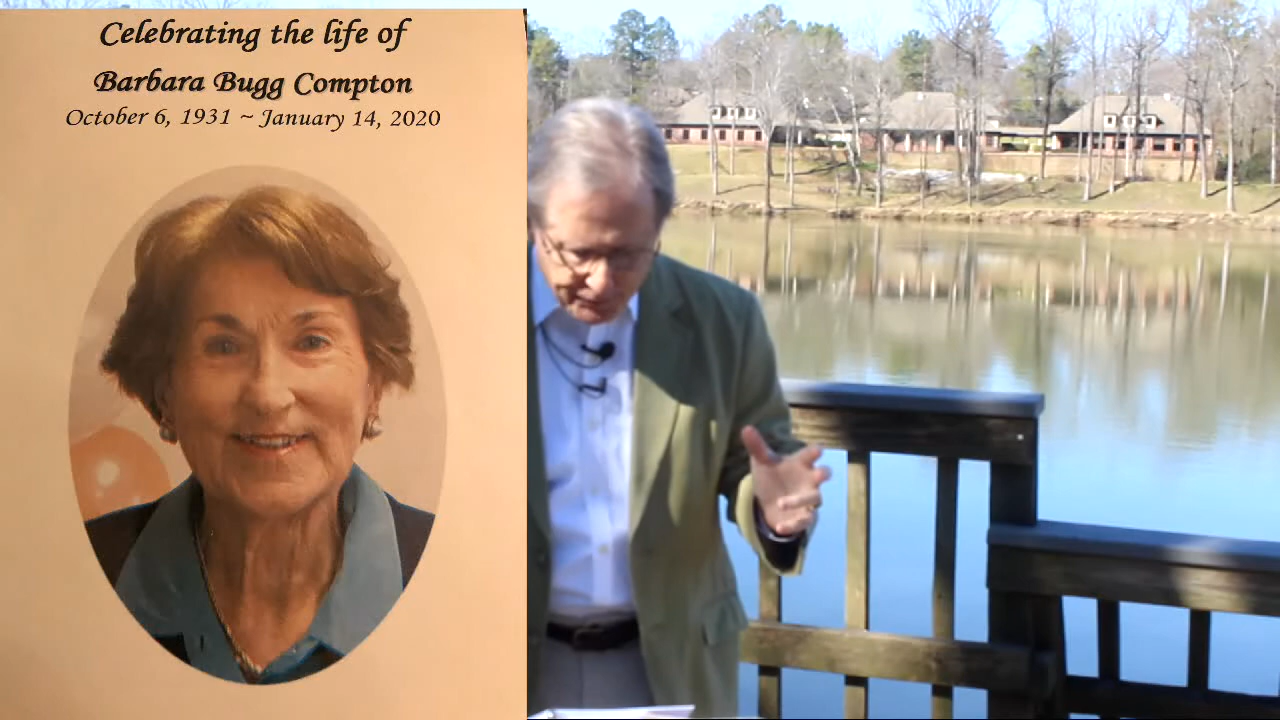 Celebrating the life of
Barbara Bugg Compton
October 6, 1931 ~ January 14, 2020